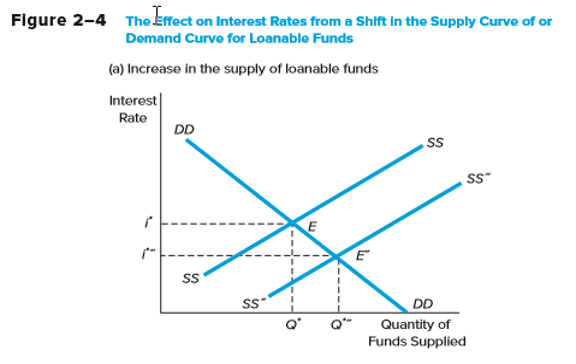 Figure 2–4 The Effect on Interest Rates from a Shift in the Supply Curve of or
Demand Curve for Loanable Funds
(a) Increase in the supply of loanable funds
Interest
Rate
DD
SS
SS″
i*
E
i*″
E″
SS
SS″
DD
Q* Q*″ Quantity of
Funds Supplied